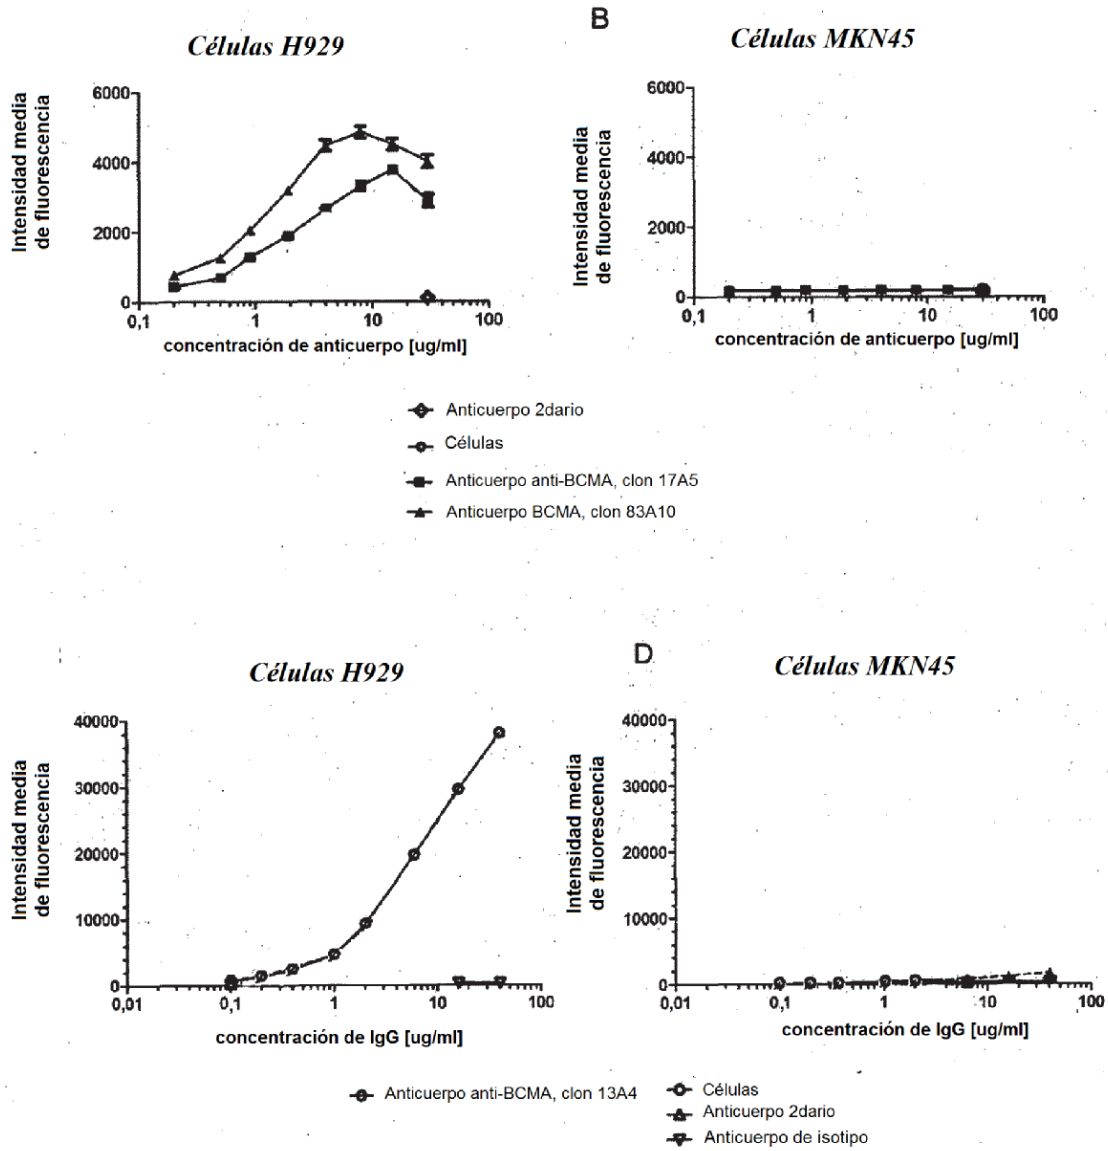 B
Células H929
Células MKN45
Intensidad media
de fluorescencia
6000
4000
2000
0
0,1
1
10
100
concentración de anticuerpo [ug/ml]
Intensidad media
de fluorescencia
6000
4000
2000
0
0,1
1
10
100
concentración de anticuerpo [ug/ml]
Anticuerpo 2dario
Células
Anticuerpo anti-BCMA, clon 17A5
Anticuerpo BCMA, clon 83A10
D
Células H929
Células MKN45
Intensidad media
de fluorescencia
40000
30000
20000
10000
0
0,01
0,1
1
10
100
concentración de IgG [ug/ml]
Intensidad media
de fluorescencia
40000
30000
20000
10000
0
0,01
0,1
1
10
100
concentración de IgG [ug/ml]
Anticuerpo anti-BCMA, clon 13A4
Células
Anticuerpo 2dario
Anticuerpo de isotipo